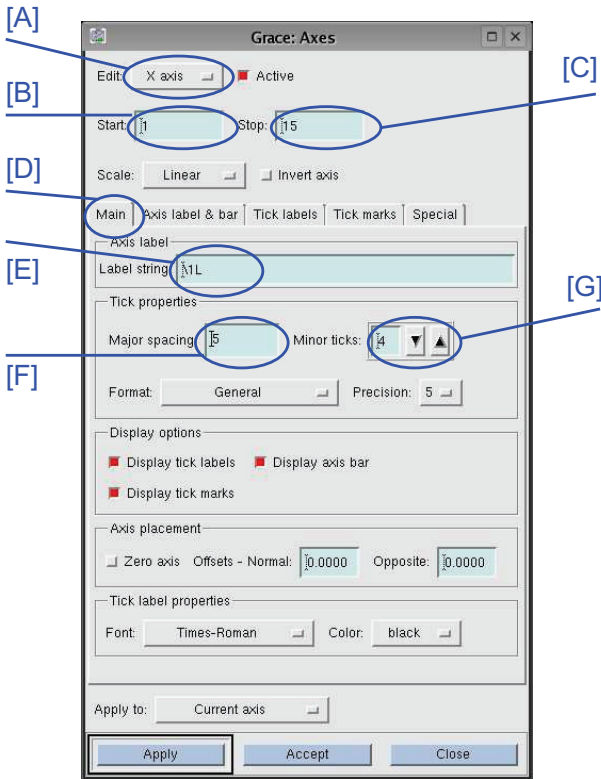 [A]
Grace: Axes
Edit: X axis Active
[C]
[B]
Start: 1 Stop: 15
[D]
Scale: Linear Invert axis
Main Axis label & bar Tick labels Tick marks Special
Axis label
[E]
Label string \1L
[G]
Tick properties
Major spacing 5 Minor ticks: 4
[F]
Format: General Precision: 5
Display options
Display tick labels Display axis bar
Display tick marks
Axis placement
Zero axis Offsets - Normal: 0.0000 Opposite: 0.0000
Tick label properties
Font: Times-Roman Color: black
Apply to: Current axis
Apply Accept Close